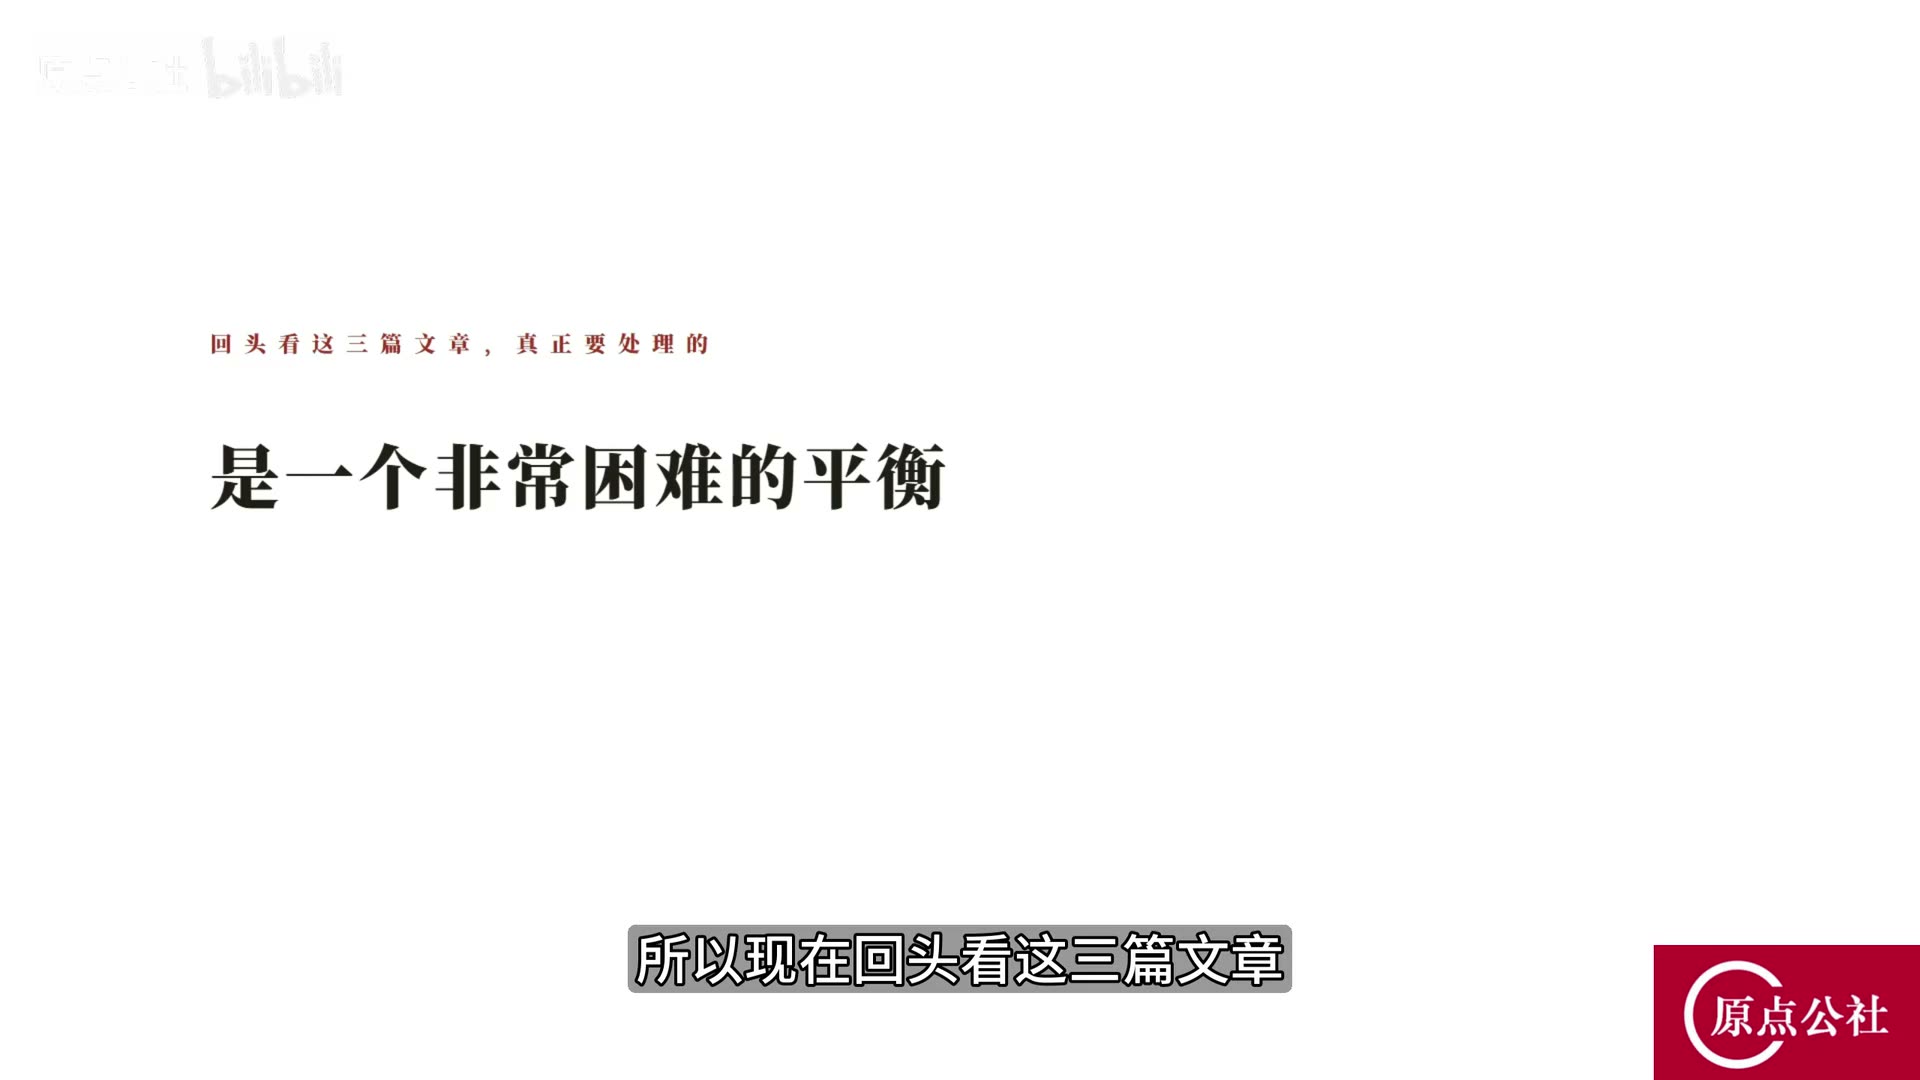 bilibili
回头看这三篇文章，真正要处理的
是一个非常困难的平衡
所以现在回头看这三篇文章
原点公社